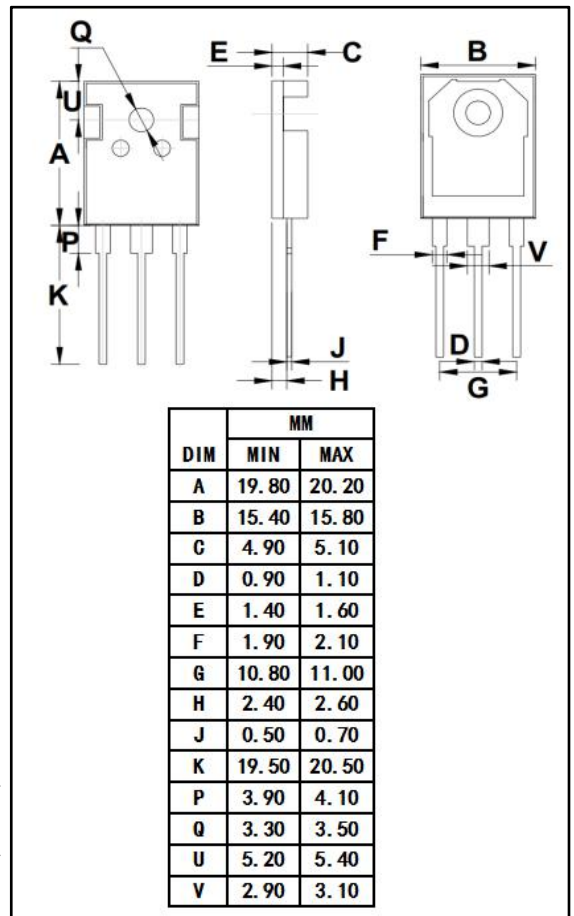 Q
E C B
U
A
P
K
F V
J
H
D
G
MM
DIM MIN MAX
A 19.80 20.20
B 15.40 15.80
C 4.90 5.10
D 0.90 1.10
E 1.40 1.60
F 1.90 2.10
G 10.80 11.00
H 2.40 2.60
J 0.50 0.70
K 19.50 20.50
P 3.90 4.10
Q 3.30 3.50
U 5.20 5.40
V 2.90 3.10